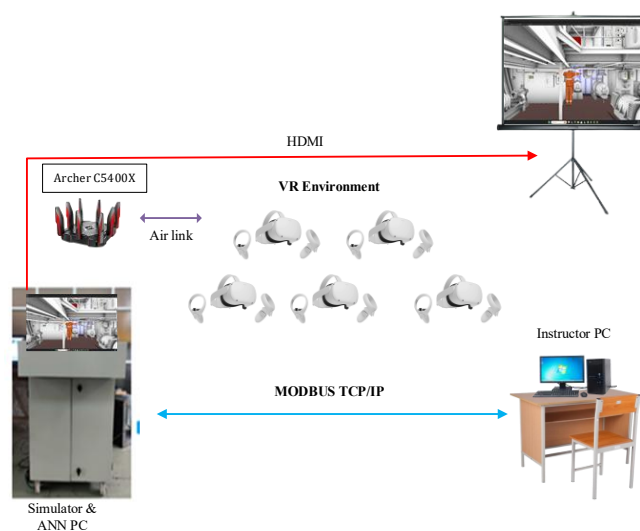 HDMI
Archer C5400X
VR Environment
Air link
Instructor PC
MODBUS TCP/IP
Simulator &
ANN PC